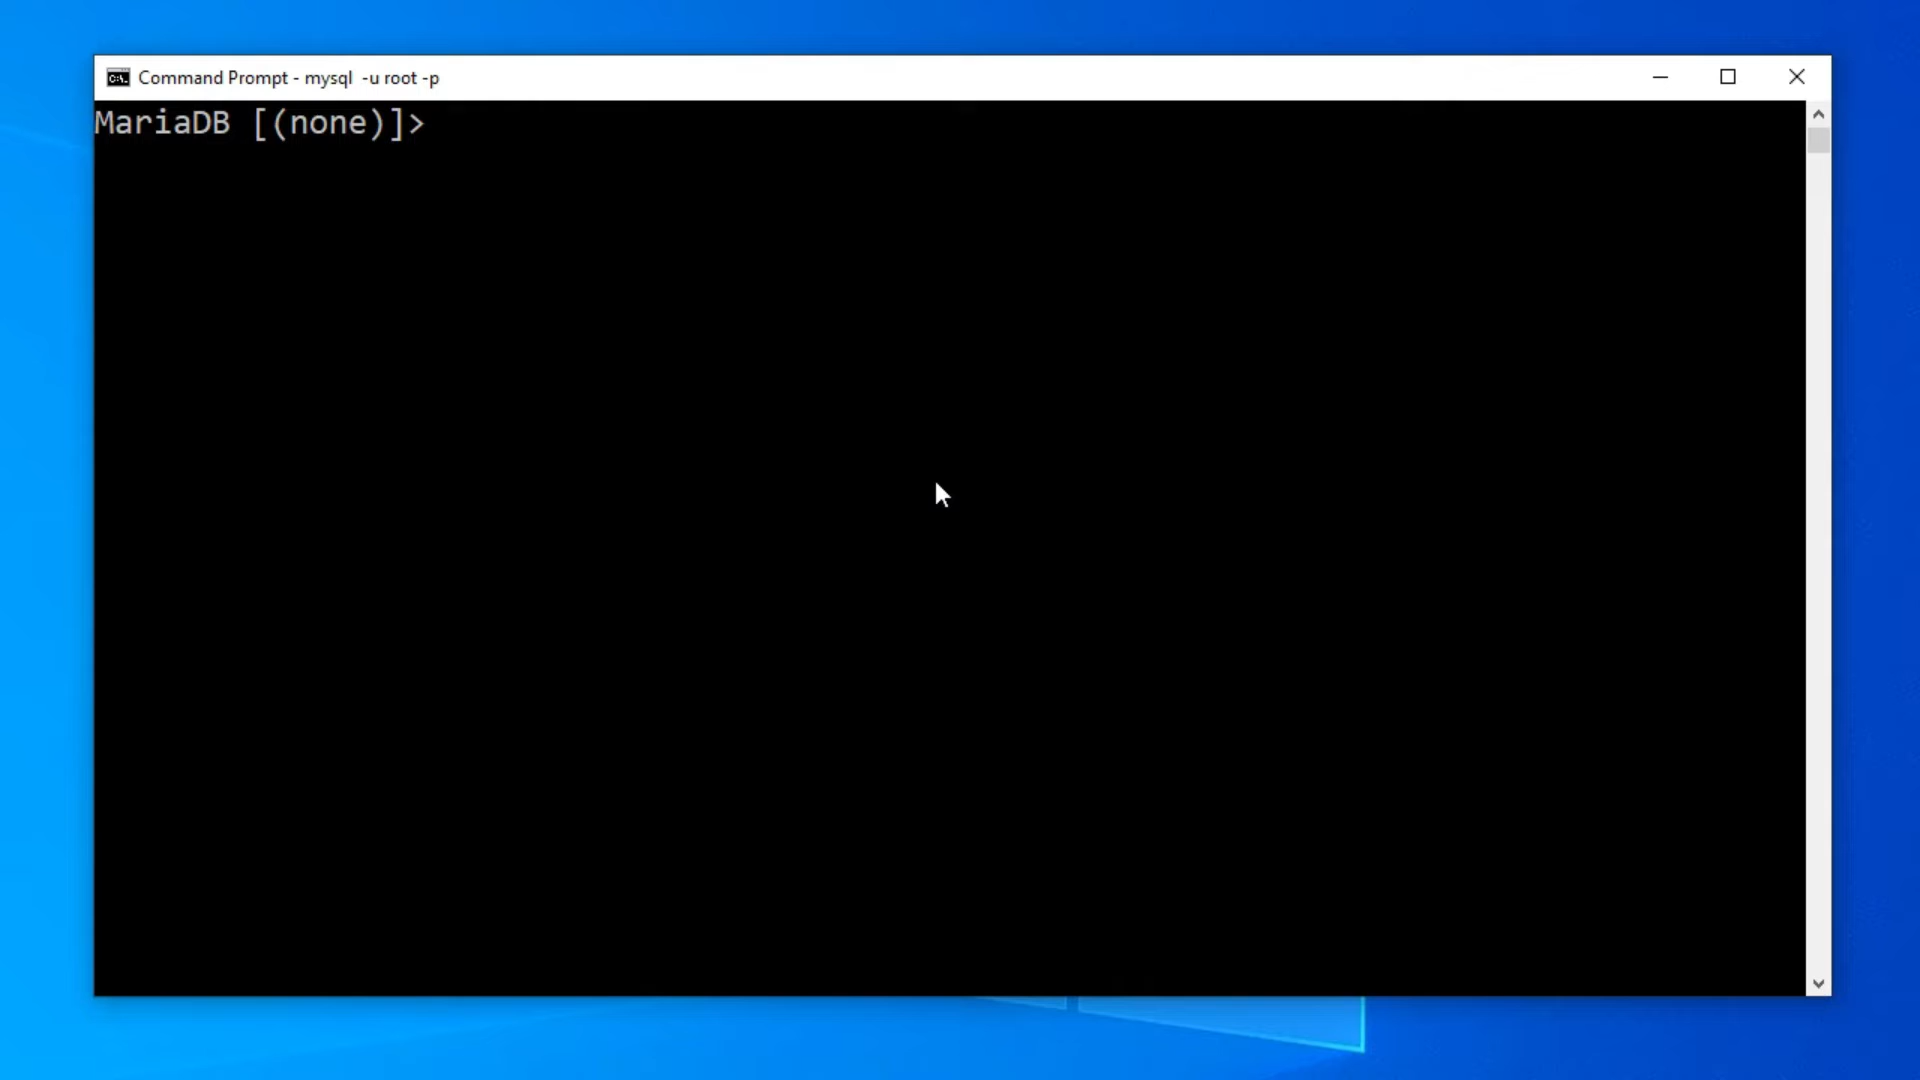 Command Prompt - mysql  -u root -p
MariaDB [(none)]>